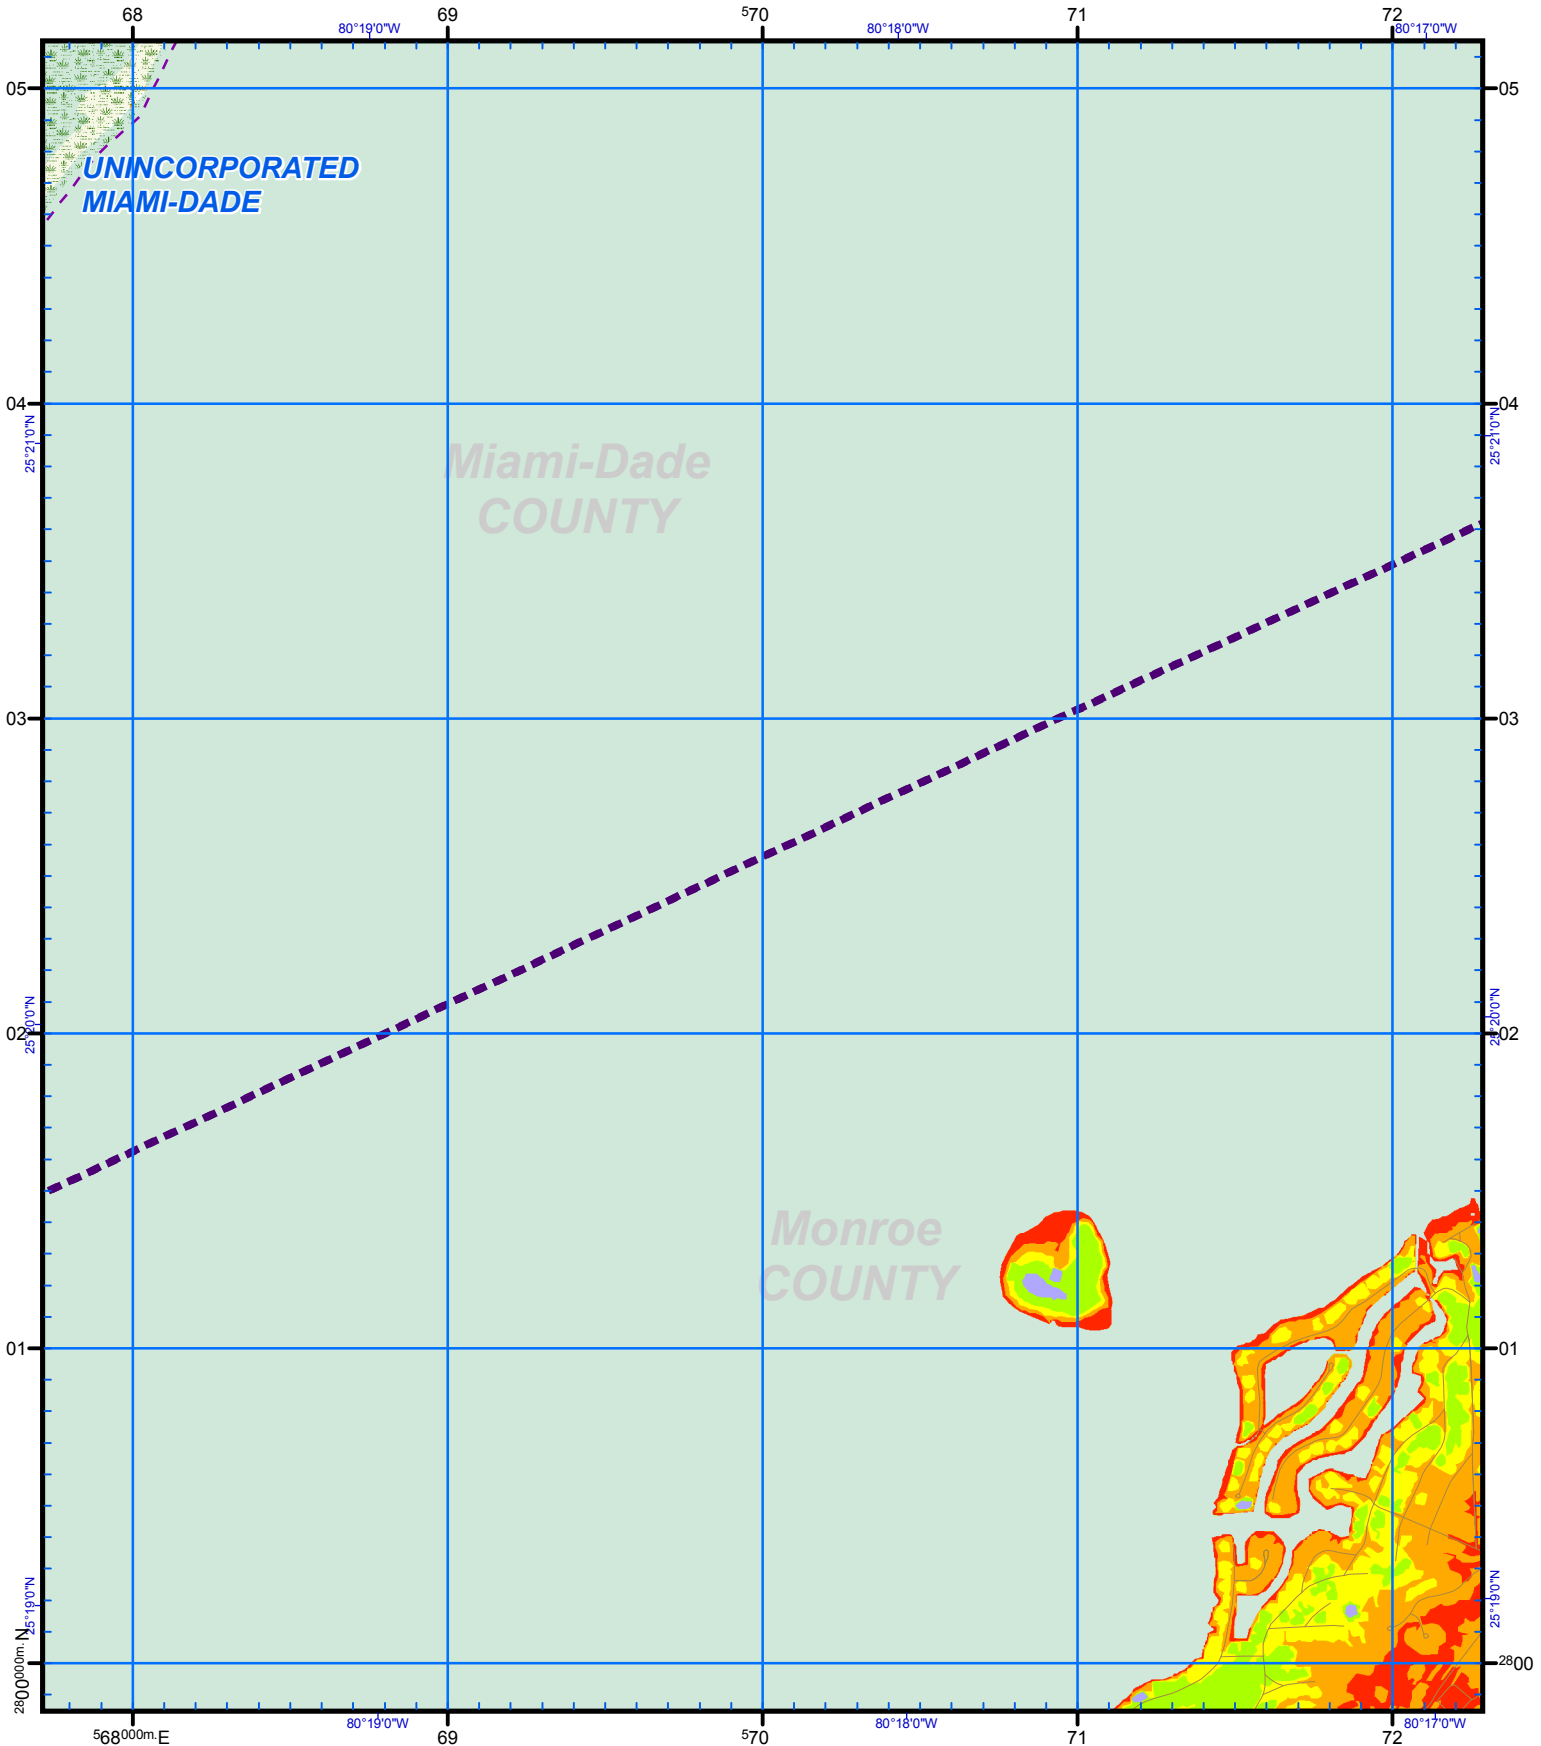 68 69 570 71 72
80°19'0"W 80°18'0"W 80°17'0"W
05 05
UNINCORPORATED
MIAMI-DADE
04 04
25°21'0"N 25°21'0"N
Miami-Dade
COUNTY
03 03
02 02
25°20'0"N 25°20'0"N
Monroe
COUNTY
01 01
25°19'0"N 25°19'0"N
2800000m. N 2800
80°19'0"W 80°18'0"W 80°17'0"W
568000m. E 69 570 71 72